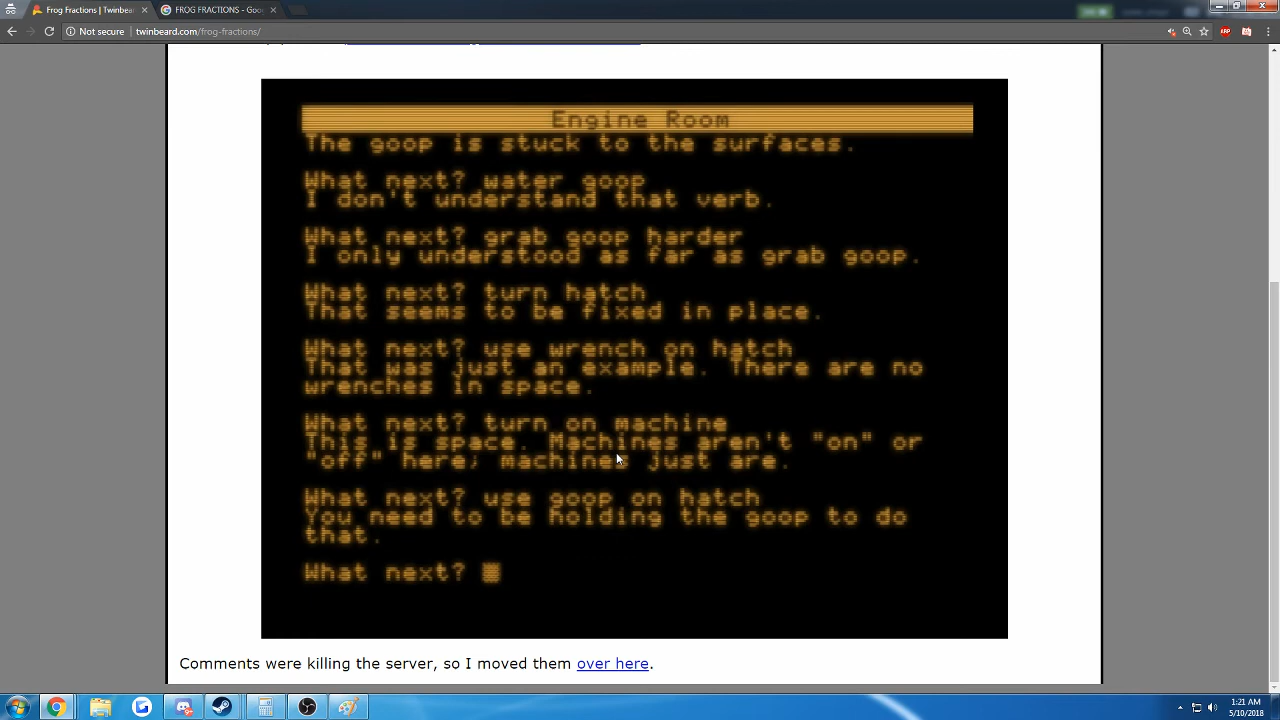 Frog Fractions | Twinbea
FROG FRACTIONS - Goo
Not secure | twinbeard.com/frog-fractions/
ABP
Engine Room
The goop is stuck to the surfaces.
What next? water goop
I don't understand that verb.
What next? grab goop harder
I only understood as far as grab goop.
What next? turn hatch
That seems to be fixed in place.
What next? use wrench on hatch
That was just an example. There are no
wrenches in space.
What next? turn on machine
This is space. Machines aren't "on" or
"off" here; machines just are.
What next? use goop on hatch
You need to be holding the goop to do
that.
What next?
Comments were killing the server, so I moved them over here.
1:21 AM
5/10/2018